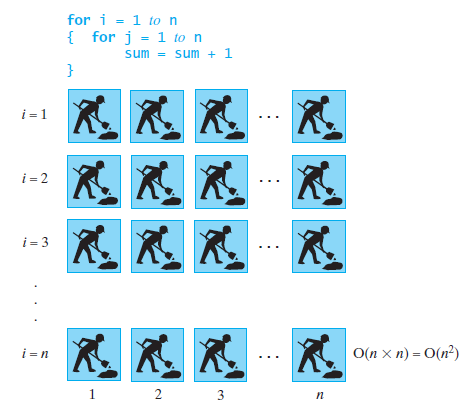 for i = 1 to n
{ for j = 1 to n
sum = sum + 1
}
i = 1 . . .
i = 2 . . .
i = 3 . . .
.
.
.
i = n . . . O(n × n) = O(n²)
1 2 3 n